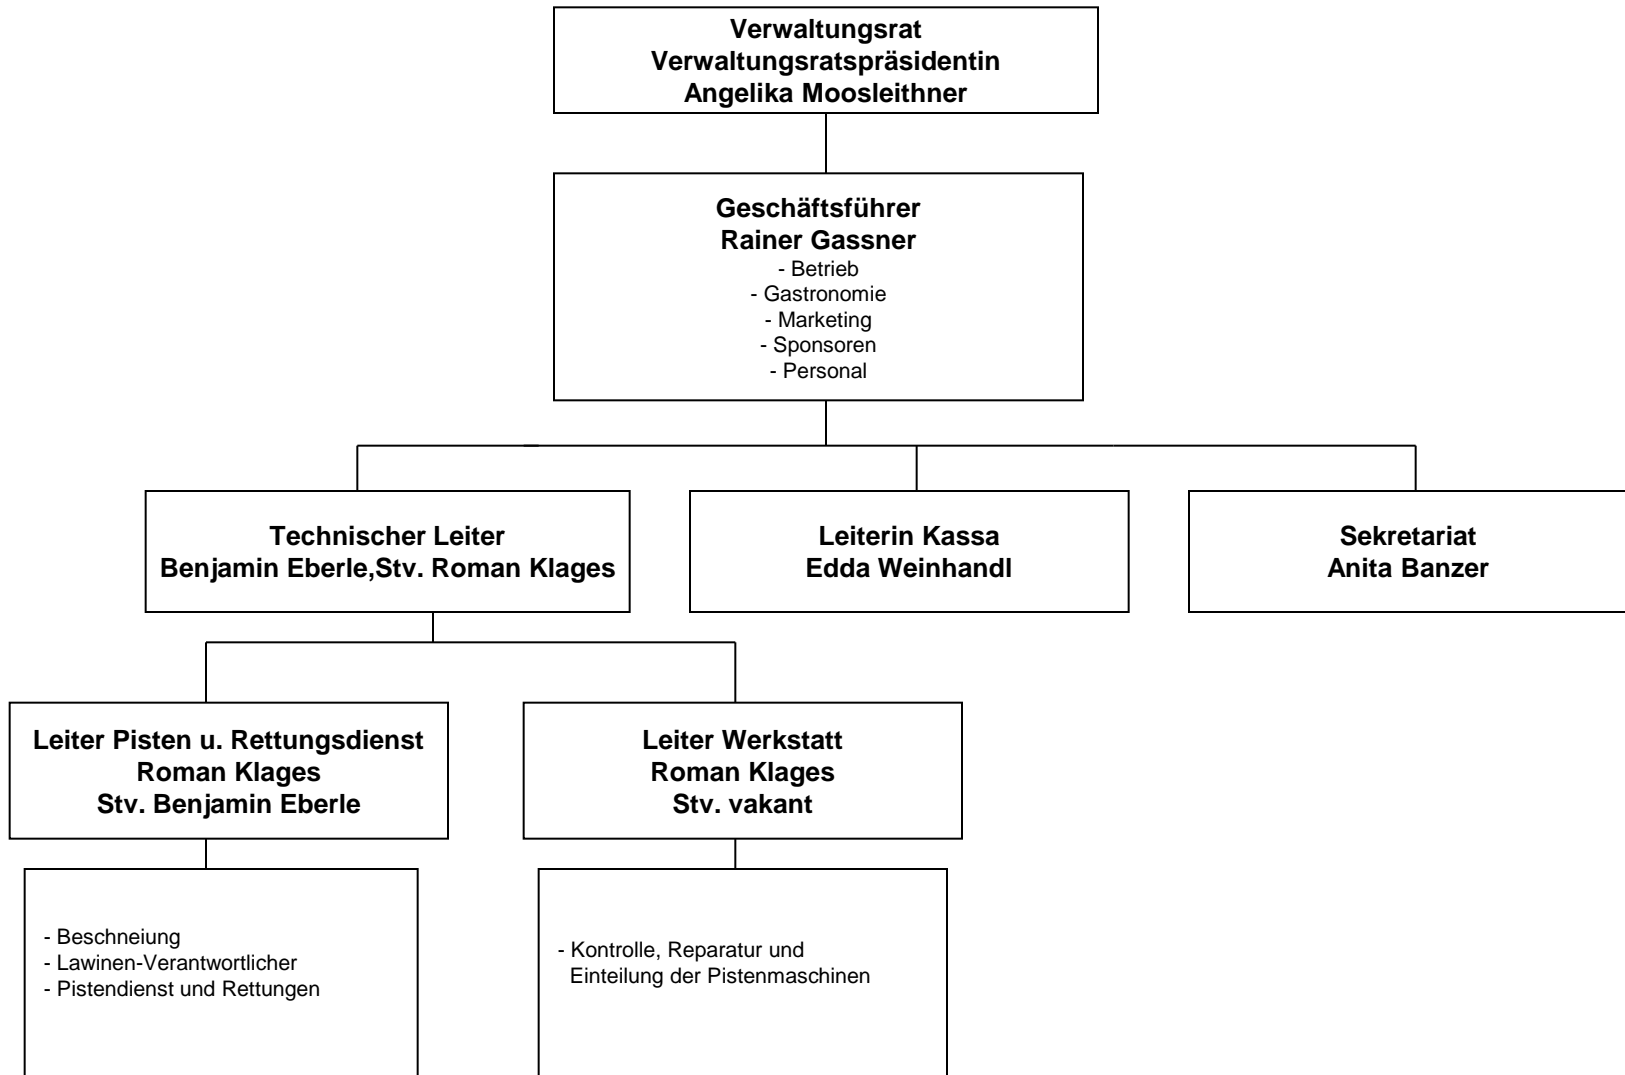 Verwaltungsrat
Verwaltungsratspräsidentin
Angelika Moosleithner
Geschäftsführer
Rainer Gassner
- Betrieb
- Gastronomie
- Marketing
- Sponsoren
- Personal
Technischer Leiter
Benjamin Eberle,Stv. Roman Klages
Leiterin Kassa
Edda Weinhandl
Sekretariat
Anita Banzer
Leiter Pisten u. Rettungsdienst
Roman Klages
Stv. Benjamin Eberle
Leiter Werkstatt
Roman Klages
Stv. vakant
- Beschneiung
- Lawinen-Verantwortlicher
- Pistendienst und Rettungen
- Kontrolle, Reparatur und
Einteilung der Pistenmaschinen